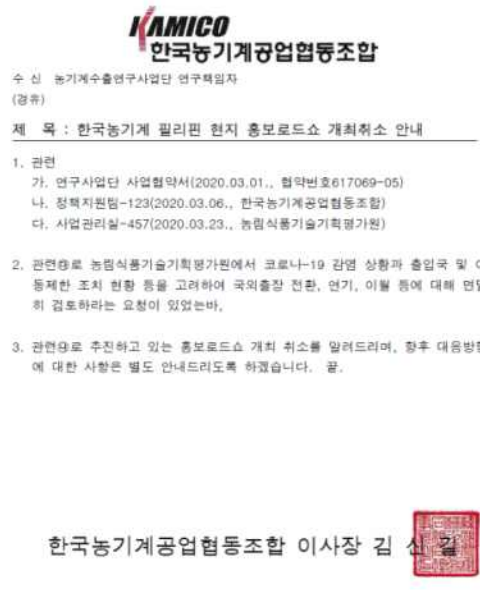 KAMICO
한국농기계공업협동조합
수 신 농기계수출연구사업단 연구책임자
(경유)
제 목 : 한국농기계 필리핀 현지 홍보로드쇼 개최취소 안내
1. 관련
가. 연구사업단 사업협약서(2020.03.01., 협약번호617069-05)
나. 정책지원팀-123(2020.03.06., 한국농기계공업협동조합)
다. 사업관리실-457(2020.03.23., 농림식품기술기획평가원)
2. 관련㉰로 농림식품기술기획평가원에서 코로나-19 감염 상황과 출입국 및 이
동제한 조치 현황 등을 고려하여 국외출장 전환, 연기, 이월 등에 대해 면밀
히 검토하라는 요청이 있었는바,
3. 관련㉯로 추진하고 있는 홍보로드쇼 개최 취소를 알려드리며, 향후 대응방향
에 대한 사항은 별도 안내드리도록 하겠습니다. 끝.
한국농기계공업협동조합 이사장 김 신 길